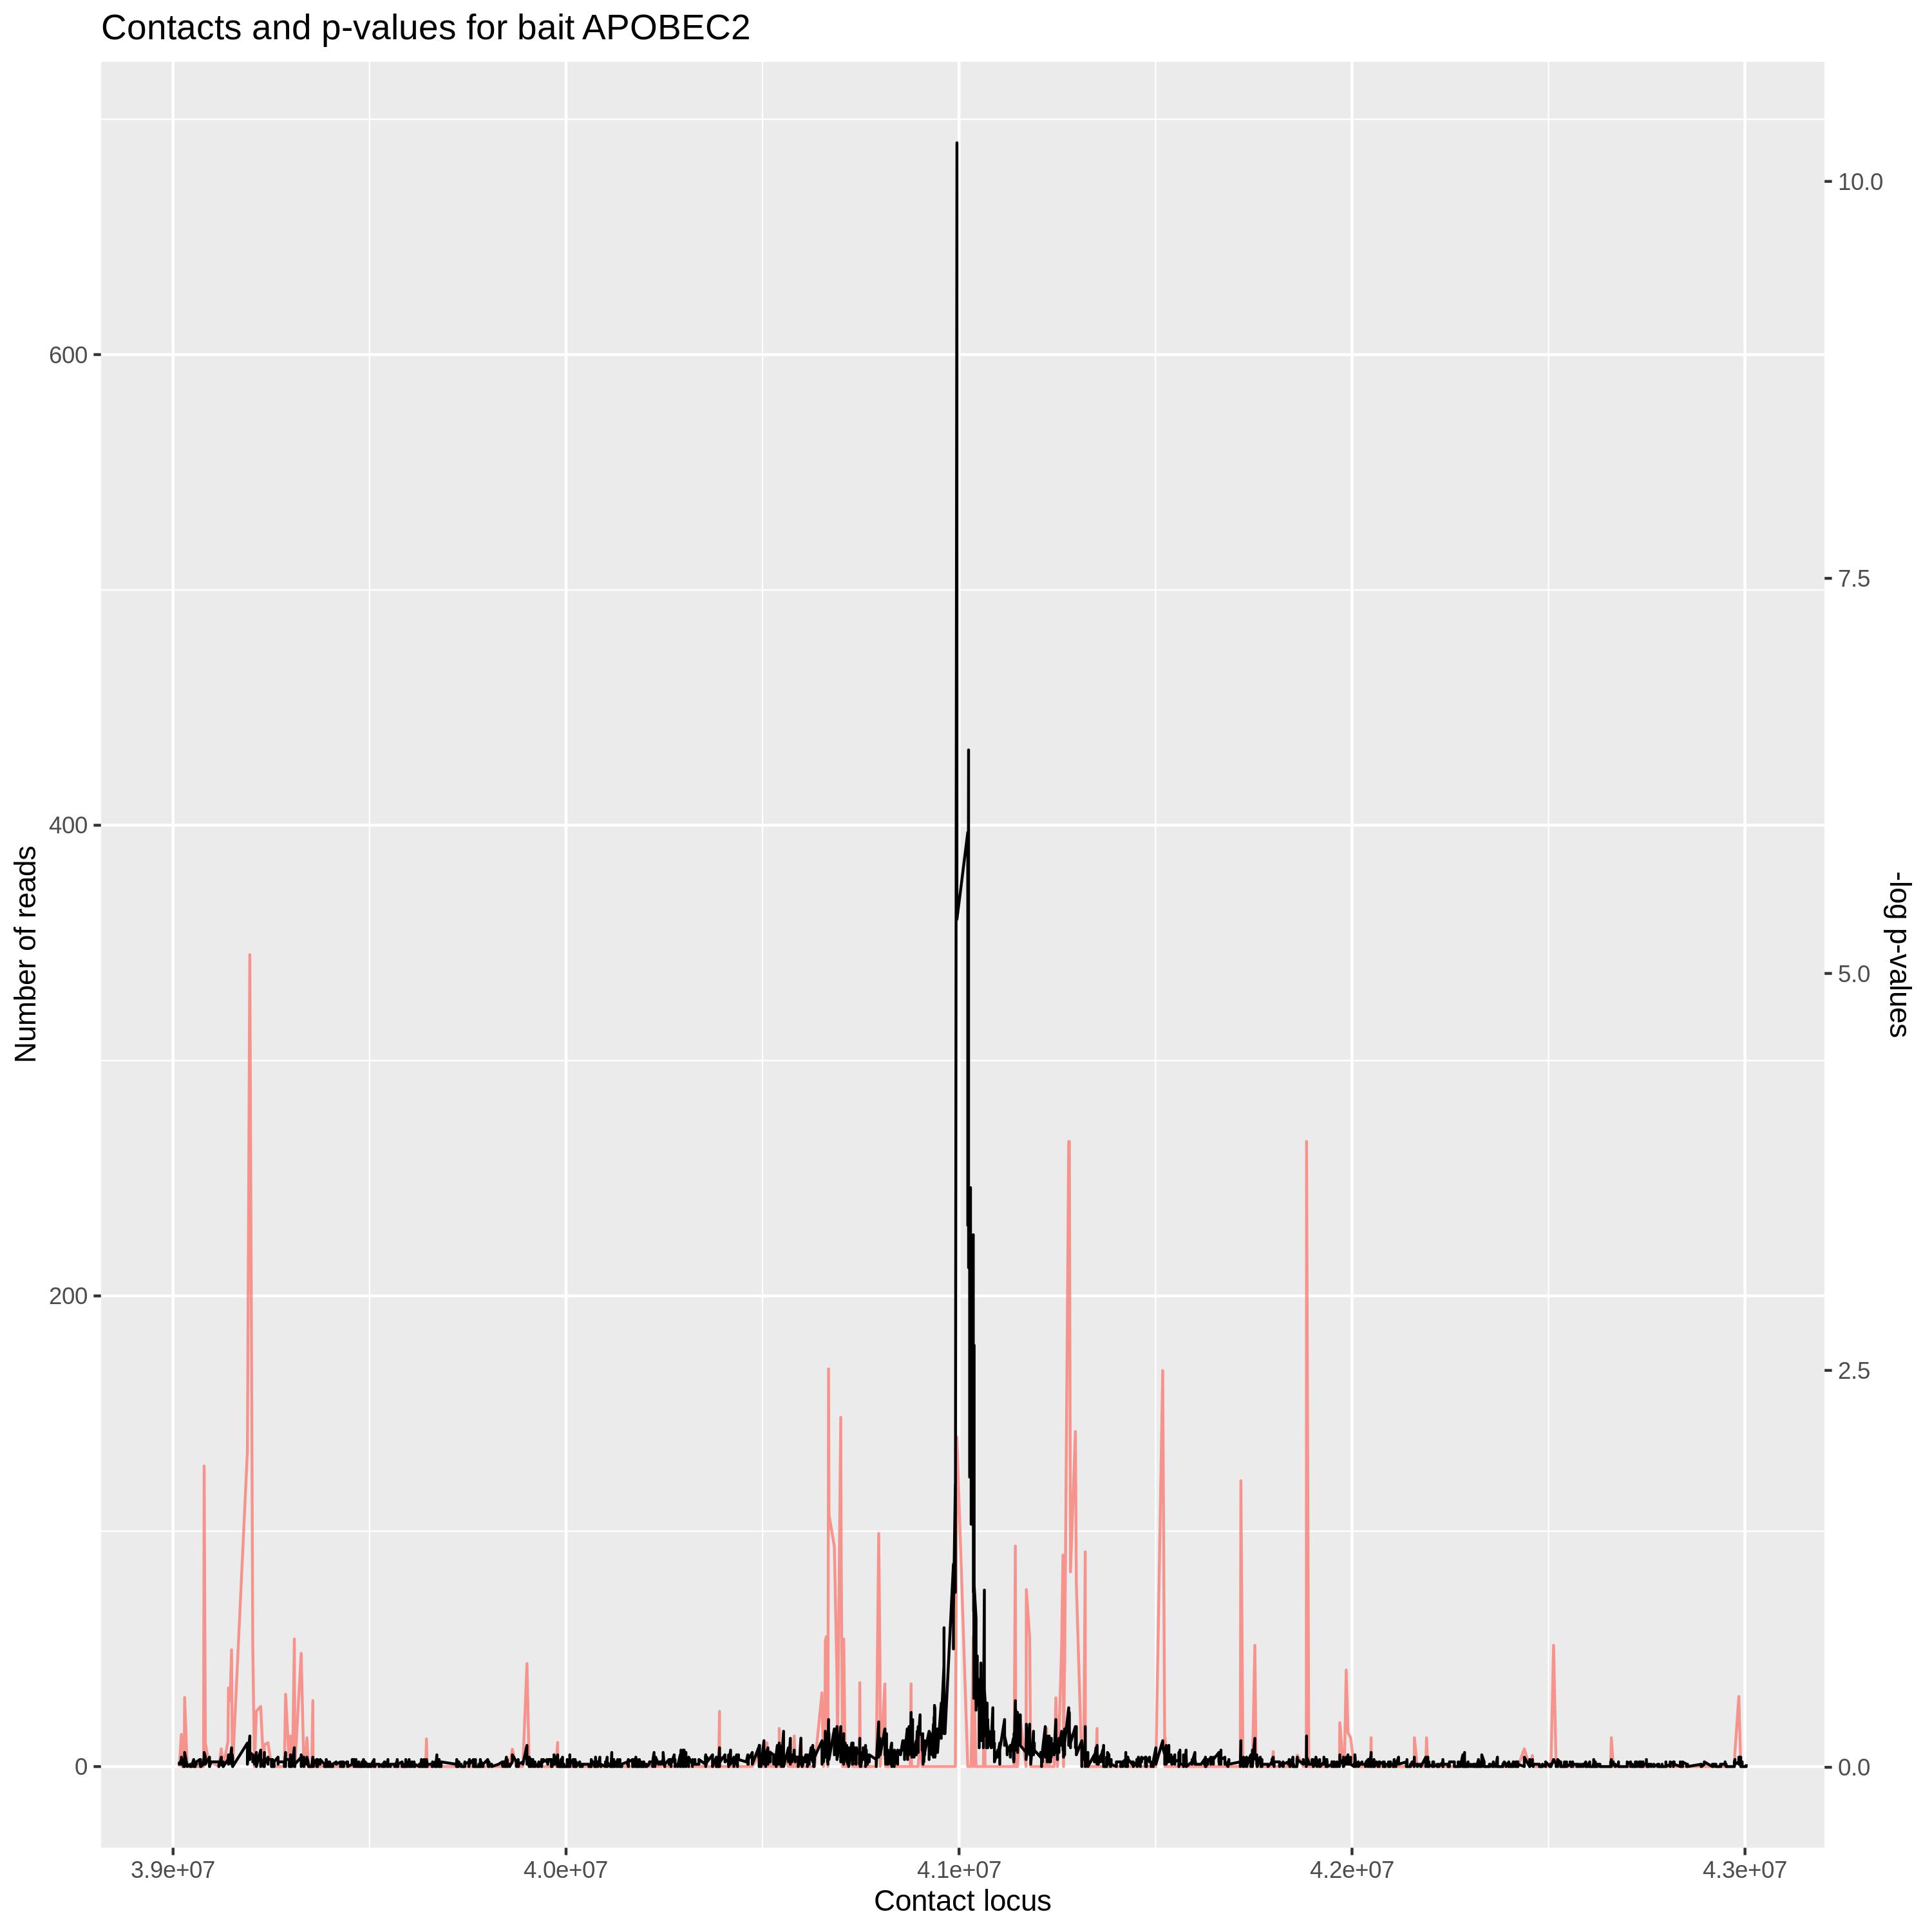 Contacts and p-values for bait APOBEC2
10.0
600
7.5
400
Number of reads
-log p-values
5.0
200
2.5
0
0.0
3.9e+07 4.0e+07 4.1e+07 4.2e+07 4.3e+07
Contact locus